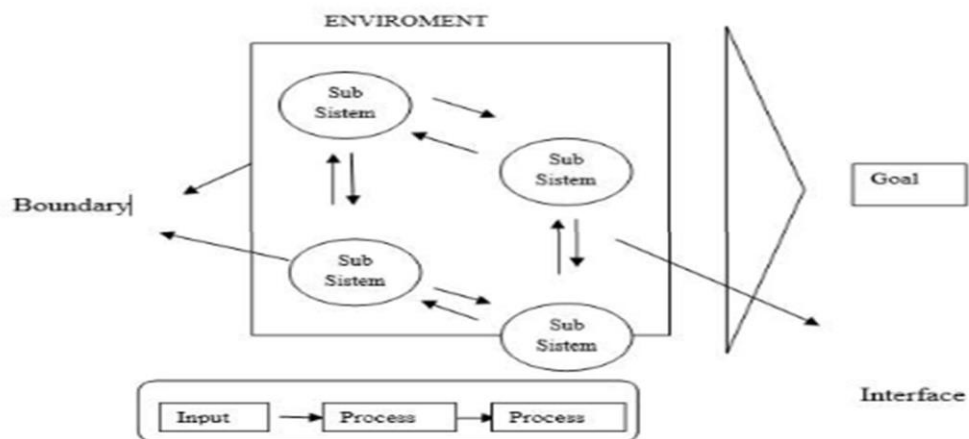 ENVIROMENT
Sub
Sistem
Sub
Sistem
Goal
Boundary
Sub
Sistem
Sub
Sistem
Interface
Input
Process
Process